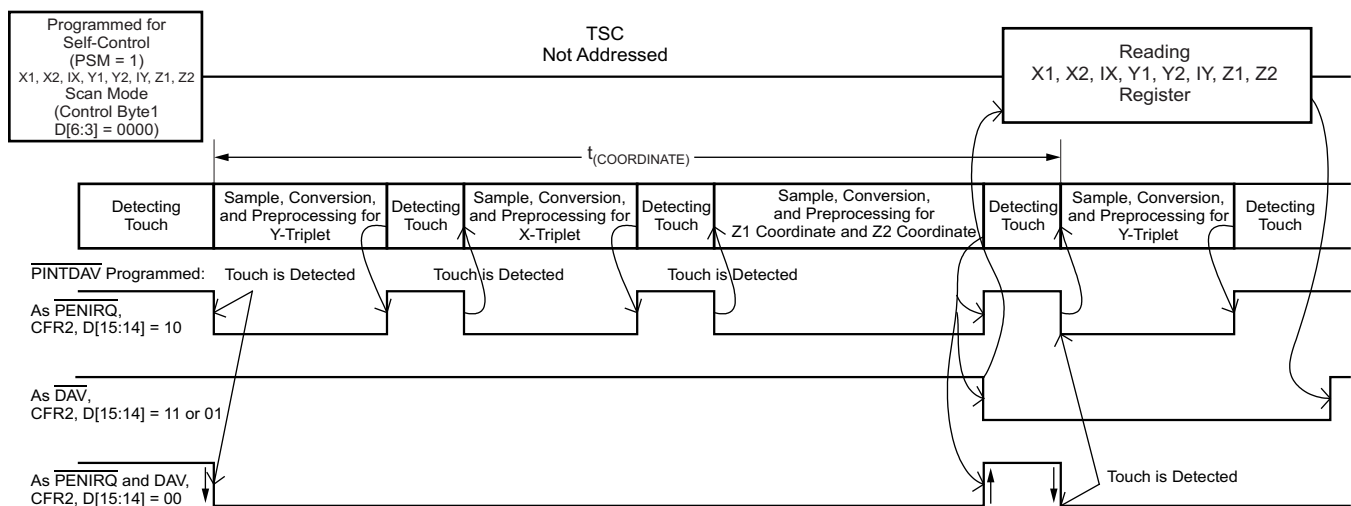 Programmed for
Self-Control
(PSM = 1)
X1, X2, IX, Y1, Y2, IY, Z1, Z2
Scan Mode
(Control Byte1
D[6:3] = 0000)
TSC
Not Addressed
Reading
X1, X2, IX, Y1, Y2, IY, Z1, Z2
Register
t(COORDINATE)
Detecting
Touch
Sample, Conversion,
and Preprocessing for
Y-Triplet
Detecting
Touch
Sample, Conversion,
and Preprocessing for
X-Triplet
Detecting
Touch
Sample, Conversion,
and Preprocessing for
Z1 Coordinate and Z2 Coordinate
Detecting
Touch
Sample, Conversion,
and Preprocessing for
Y-Triplet
Detecting
Touch
PINTDAV Programmed:
Touch is Detected
Touch is Detected
Touch is Detected
As PENIRQ,
CFR2, D[15:14] = 10
As DAV,
CFR2, D[15:14] = 11 or 01
As PENIRQ and DAV,
CFR2, D[15:14] = 00
Touch is Detected